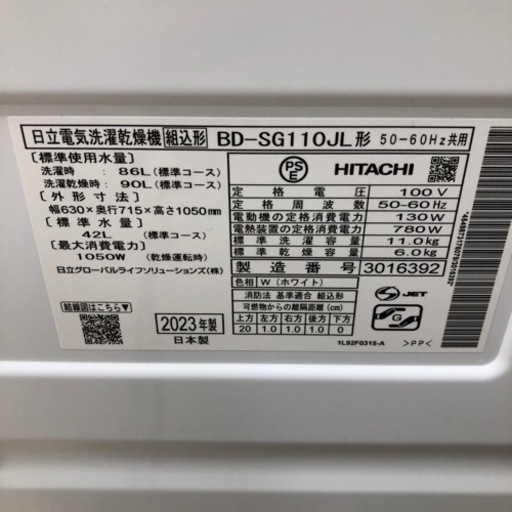 日立電気洗濯乾燥機 組込形 BD-SG110JL形 50-60Hz共用
[標準使用水量]
洗濯時 : 86L(標準コース)
洗濯乾燥時 : 90L(標準コース)
[外形寸法]
幅630×奥行715×高さ1050mm
[標準水量]
42L (標準コース)
[最大消費電力]
1050W (乾燥運転時)
日立グローバルライフソリューションズ(株)
PS
E
HITACHI
定格電圧 100V
定格周波数 50-60Hz
電動機の定格消費電力 130W
電熱装置の定格消費電力 780W
標準洗濯容量 11.0kg
標準乾燥容量 6.0kg
製造番号 3016392
色相 W(ホワイト)
消防法 基準適合 組込形
可燃物からの離隔距離(cm)
上方 左方 右方 後方 下方
20 1.0 1.0 1.0 0
S JET
G
結線図はこちら▼
2023年製
日本製
1L92F0315-A
>PP<